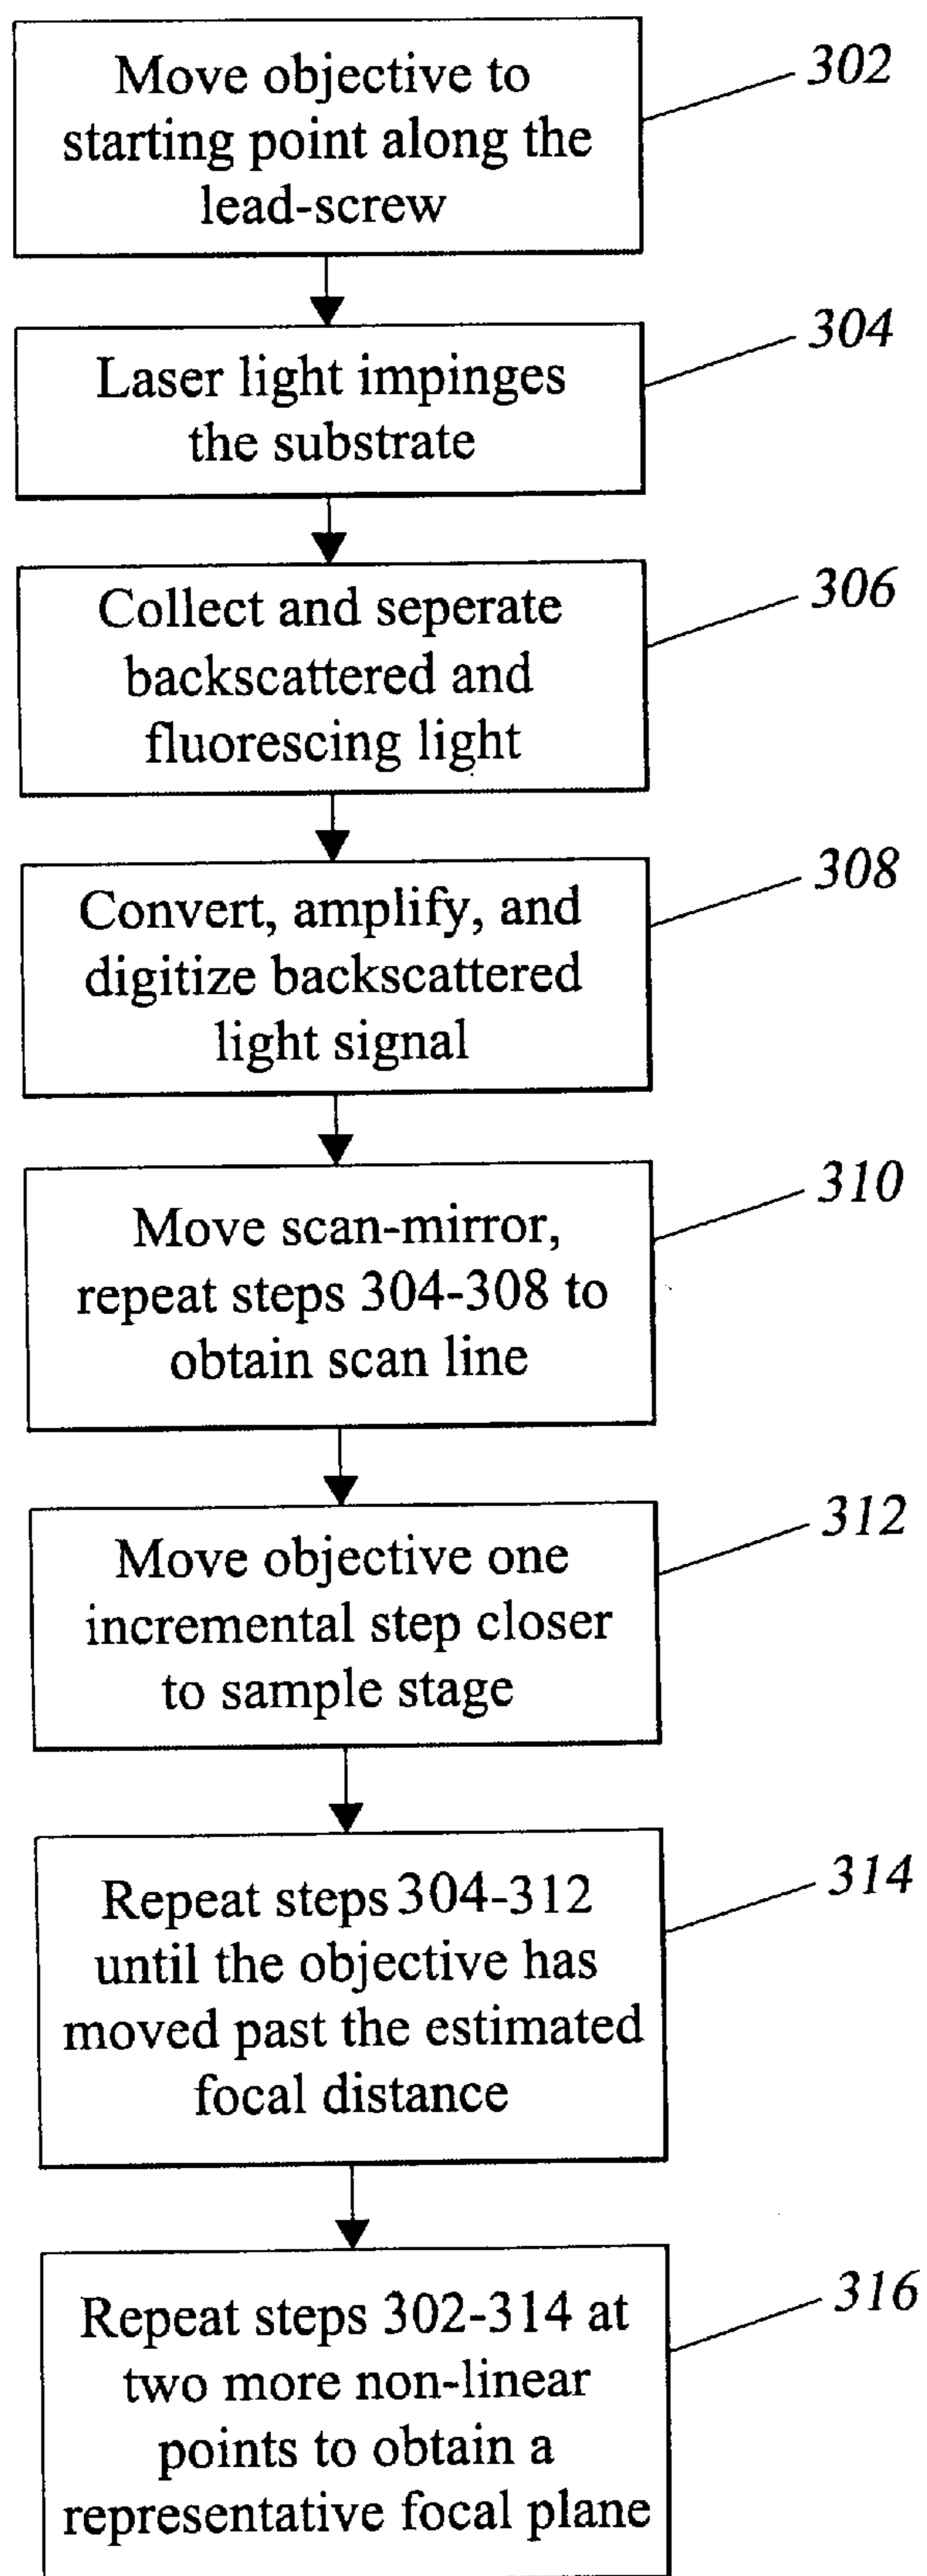 Move objective to
starting point along the
lead-screw
302
Laser light impinges
the substrate
304
Collect and seperate
backscattered and
fluorescing light
306
Convert, amplify, and
digitize backscattered
light signal
308
Move scan-mirror,
repeat steps 304-308 to
obtain scan line
310
Move objective one
incremental step closer
to sample stage
312
Repeat steps 304-312
until the objective has
moved past the estimated
focal distance
314
Repeat steps 302-314 at
two more non-linear
points to obtain a
representative focal plane
316